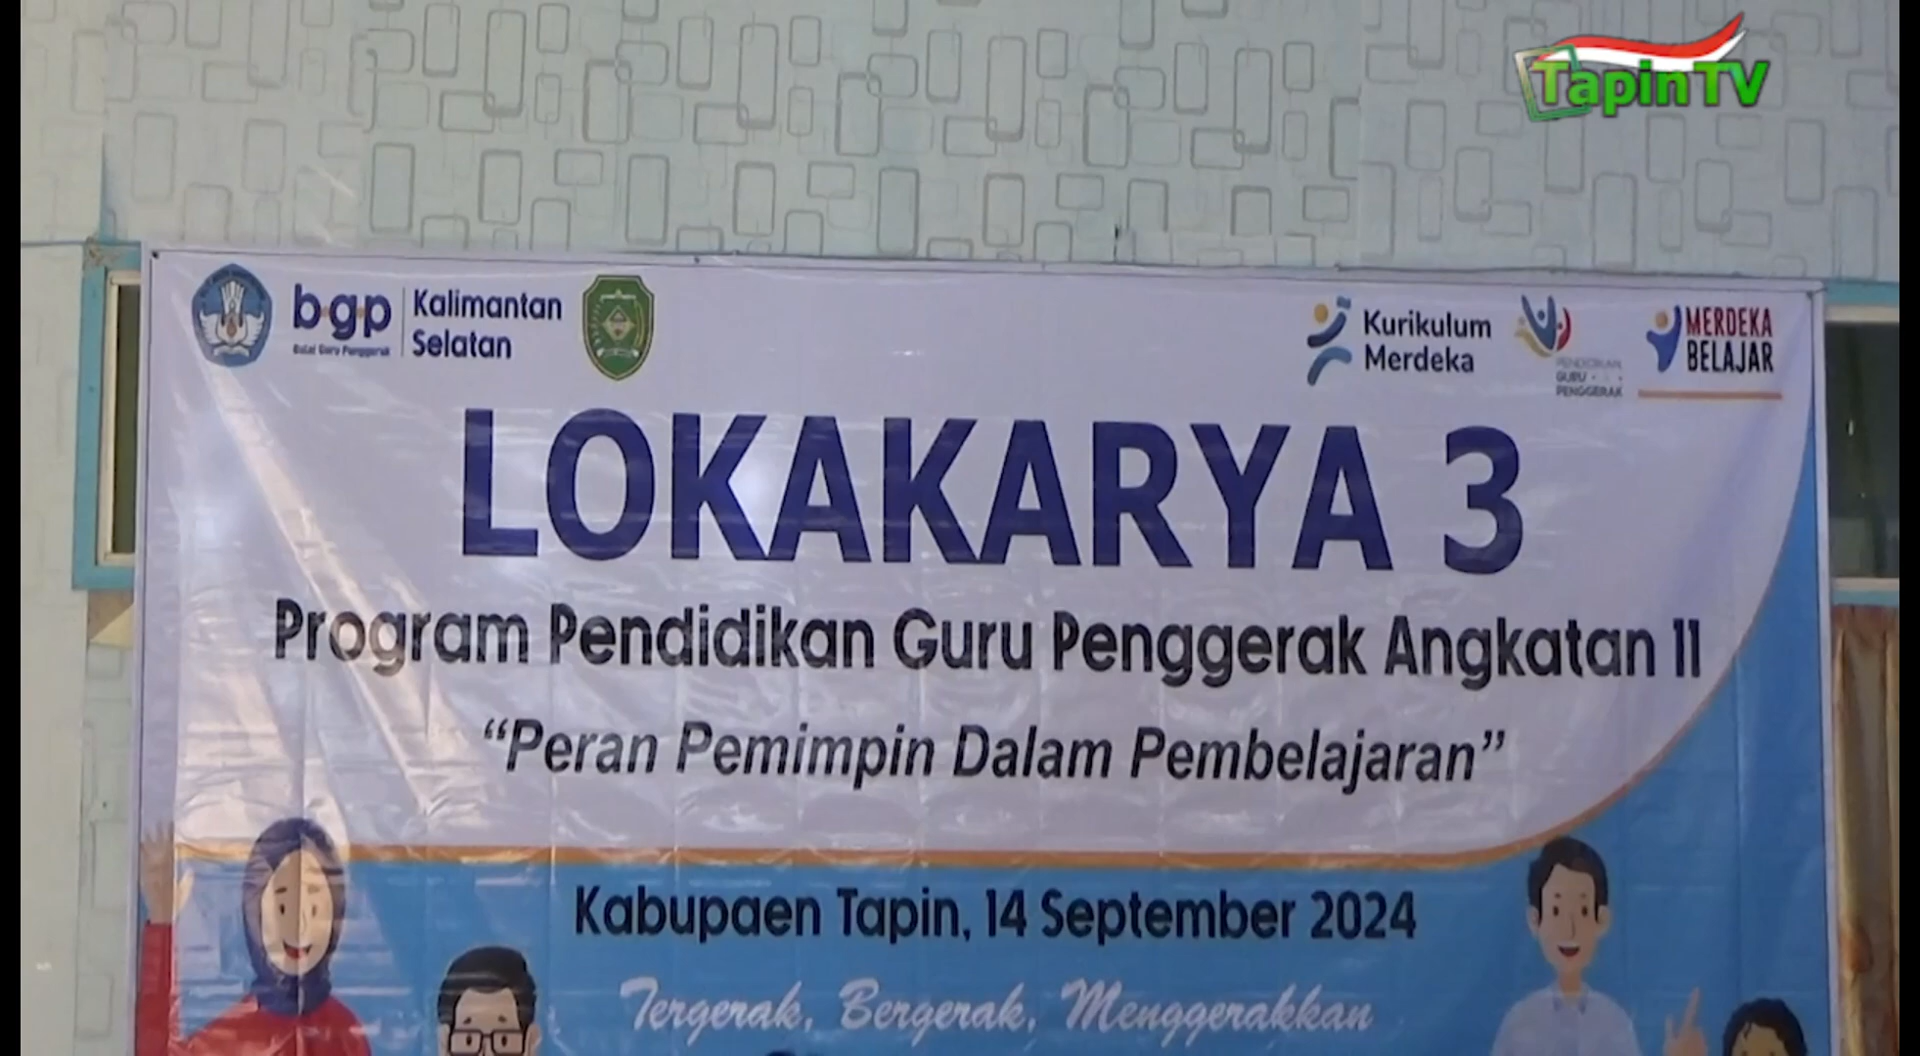 TapinTV
b·g·p
Balai Guru Penggerak
Kalimantan
Selatan
Kurikulum
Merdeka
PENDIDIKAN
GURU
PENGGERAK
MERDEKA
BELAJAR
LOKAKARYA 3
Program Pendidikan Guru Penggerak Angkatan 11
“Peran Pemimpin Dalam Pembelajaran”
Kabupaen Tapin, 14 September 2024
Tergerak, Bergerak, Menggerakkan